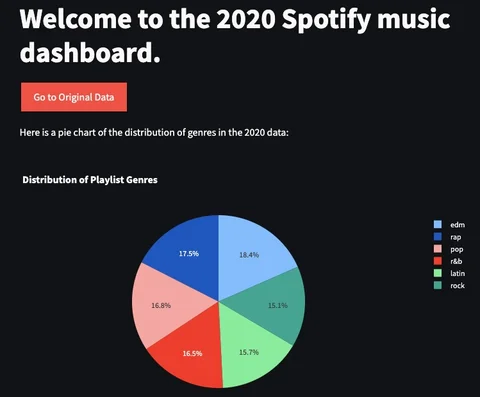 Welcome to the 2020 Spotify music
dashboard.
Go to Original Data
Here is a pie chart of the distribution of genres in the 2020 data:
Distribution of Playlist Genres
17.5%
18.4%
16.8%
15.1%
16.5%
15.7%
edm
rap
pop
r&b
latin
rock